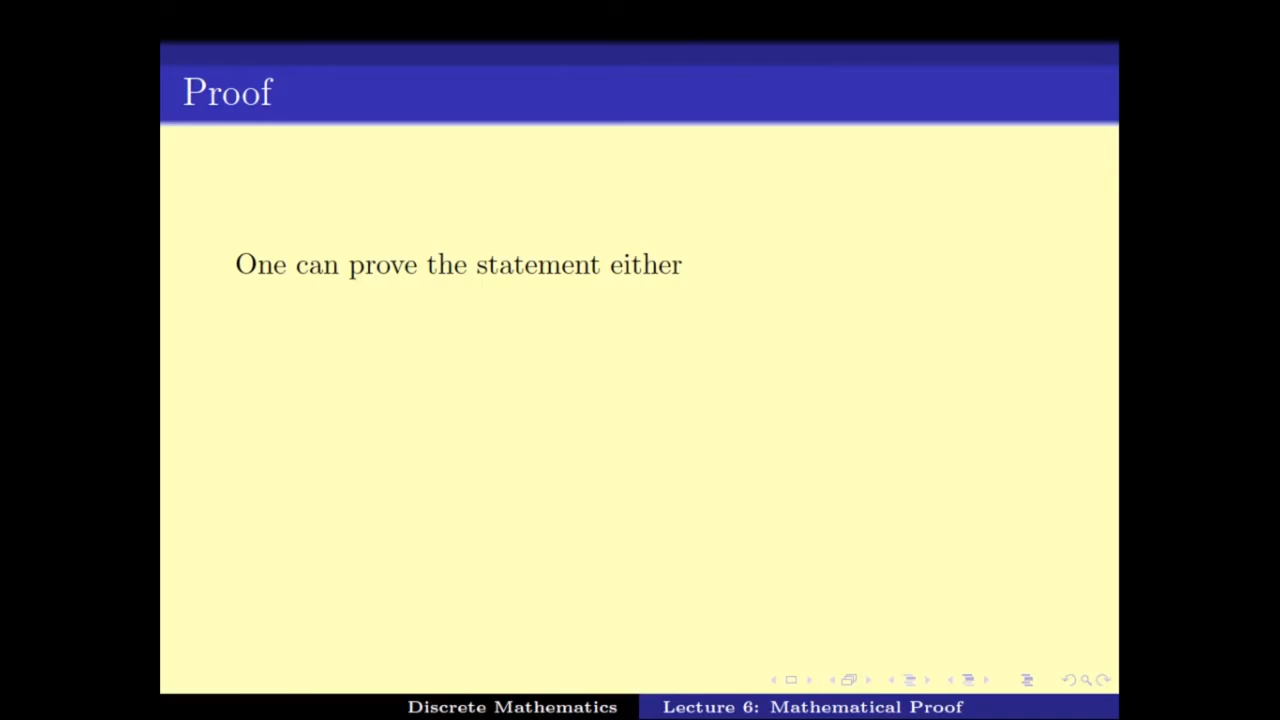 Proof
One can prove the statement either
Discrete Mathematics
Lecture 6: Mathematical Proof